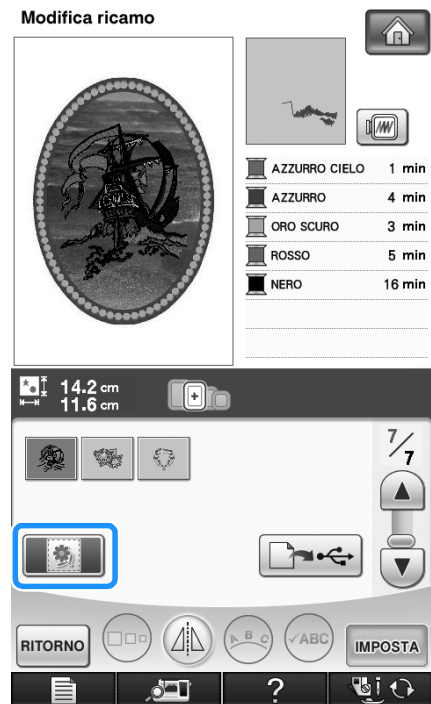 Modifica ricamo
AZZURRO CIELO 1 min
AZZURRO 4 min
ORO SCURO 3 min
ROSSO 5 min
NERO 16 min
14.2 cm
11.6 cm
7/7
RITORNO
A B C
✓ABC
IMPOSTA
?